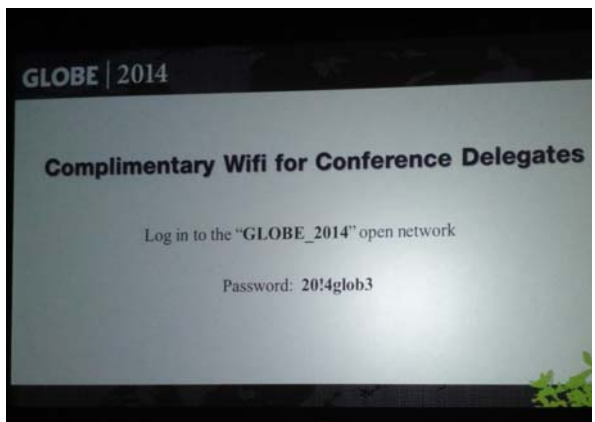 GLOBE | 2014
Complimentary Wifi for Conference Delegates
Log in to the “GLOBE_2014” open network
Password: 20!4glob3